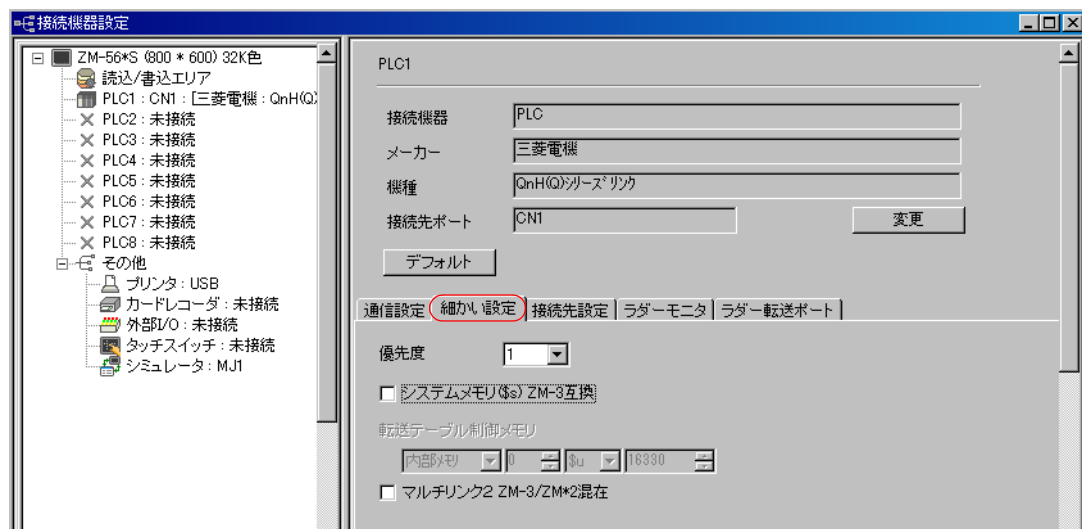 接続機器設定
ZM-56*S (800 * 600) 32K色
読込/書込エリア
PLC1 : CN1 : [三菱電機 : QnH(Q)
PLC2 : 未接続
PLC3 : 未接続
PLC4 : 未接続
PLC5 : 未接続
PLC6 : 未接続
PLC7 : 未接続
PLC8 : 未接続
その他
プリンタ : USB
カードレコーダ : 未接続
外部I/O : 未接続
タッチスイッチ : 未接続
シミュレータ : MJ1
PLC1
接続機器 PLC
メーカー 三菱電機
機種 QnH(Q)シリーズリンク
接続先ポート CN1 変更
デフォルト
通信設定 細かい設定 接続先設定 ラダーモニタ ラダー転送ポート
優先度 1
システムメモリ($s) ZM-3互換
転送テーブル制御メモリ
内部メモリ 0 $u 16330
マルチリンク2 ZM-3/ZM*2混在